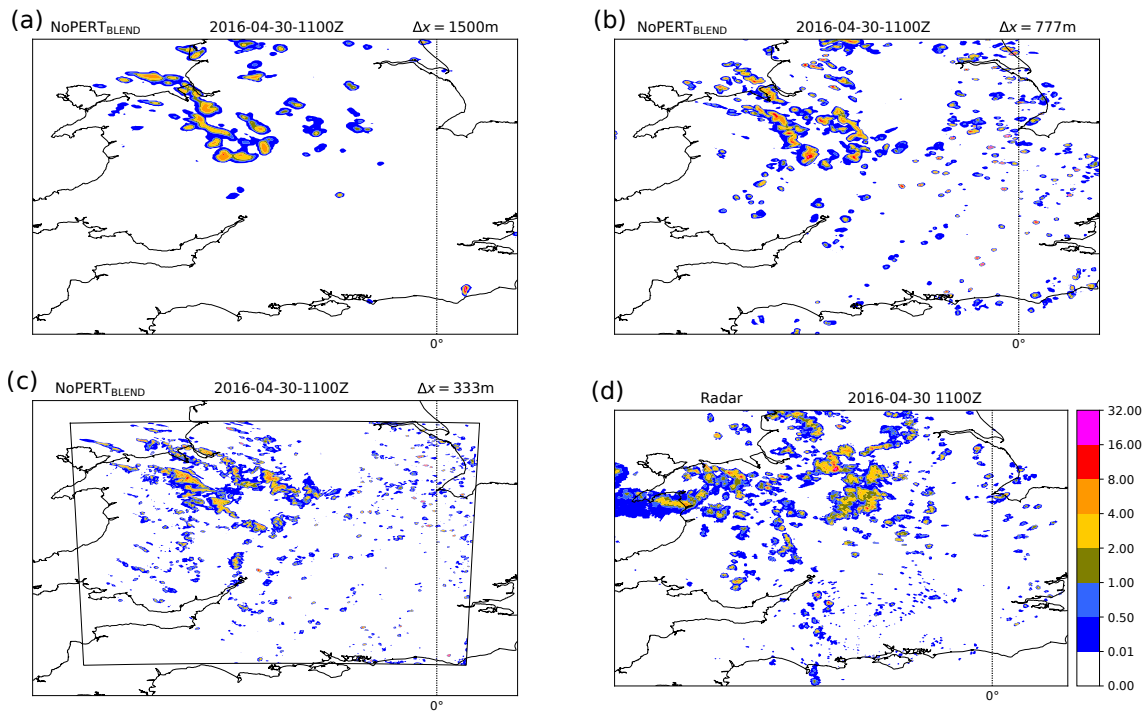 (a)
NoPERT_BLEND 2016-04-30-1100Z Δx = 1500m
0°
(b)
NoPERT_BLEND 2016-04-30-1100Z Δx = 777m
0°
(c)
NoPERT_BLEND 2016-04-30-1100Z Δx = 333m
0°
(d)
Radar 2016-04-30 1100Z
0°
32.00
16.00
8.00
4.00
2.00
1.00
0.50
0.01
0.00